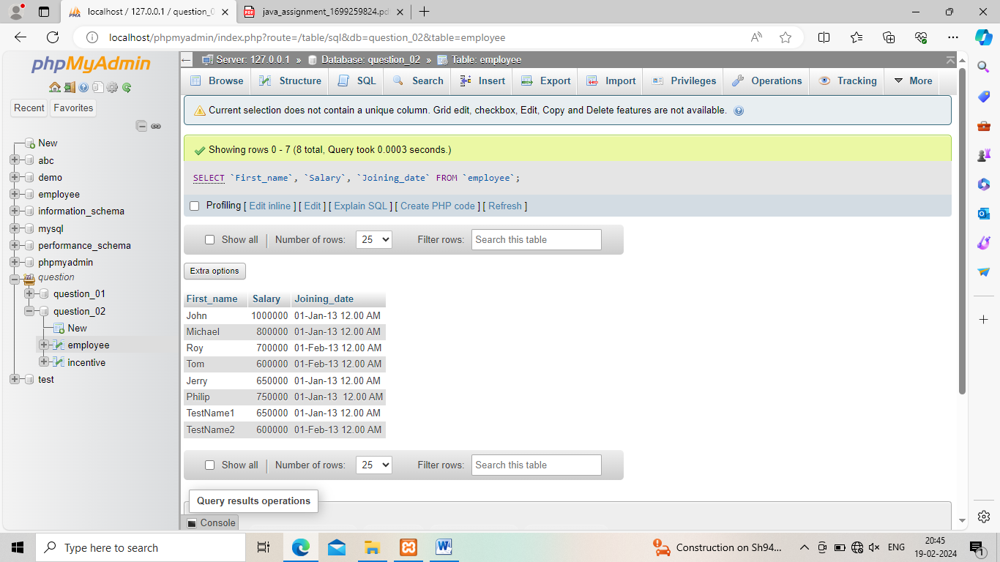 localhost / 127.0.0.1 / question_0
java_assignment_1699259824.pd
localhost/phpmyadmin/index.php?route=/table/sql&db=question_02&table=employee
phpMyAdmin
Recent Favorites
New
abc
demo
employee
information_schema
mysql
performance_schema
phpmyadmin
question
question_01
question_02
New
employee
incentive
test
Server: 127.0.0.1 » Database: question_02 » Table: employee
Browse Structure SQL Search Insert Export Import Privileges Operations Tracking More
Current selection does not contain a unique column. Grid edit, checkbox, Edit, Copy and Delete features are not available.
Showing rows 0 - 7 (8 total, Query took 0.0003 seconds.)
SELECT `First_name`, `Salary`, `Joining_date` FROM `employee`;
Profiling [ Edit inline ] [ Edit ] [ Explain SQL ] [ Create PHP code ] [ Refresh ]
Show all Number of rows: 25 Filter rows: Search this table
Extra options
First_name Salary Joining_date
John 1000000 01-Jan-13 12.00 AM
Michael 800000 01-Jan-13 12.00 AM
Roy 700000 01-Feb-13 12.00 AM
Tom 600000 01-Feb-13 12.00 AM
Jerry 650000 01-Jan-13 12.00 AM
Philip 750000 01-Jan-13  12.00 AM
TestName1 650000 01-Jan-13 12.00 AM
TestName2 600000 01-Feb-13 12.00 AM
Show all Number of rows: 25 Filter rows: Search this table
Query results operations
Console
Type here to search
Construction on Sh94...
ENG
20:45
19-02-2024
1